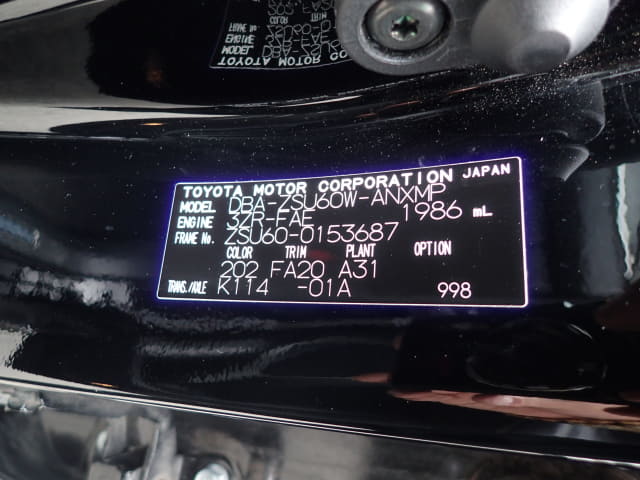 TOYOTA MOTOR CORPORATION JAPAN
MODEL DBA-ZSU60W-ANXMP
ENGINE 3ZR-FAE 1986 mL
FRAME No. ZSU60-0153687
COLOR TRIM PLANT OPTION
202 FA20 A31
TRANS./AXLE K114 -01A 998